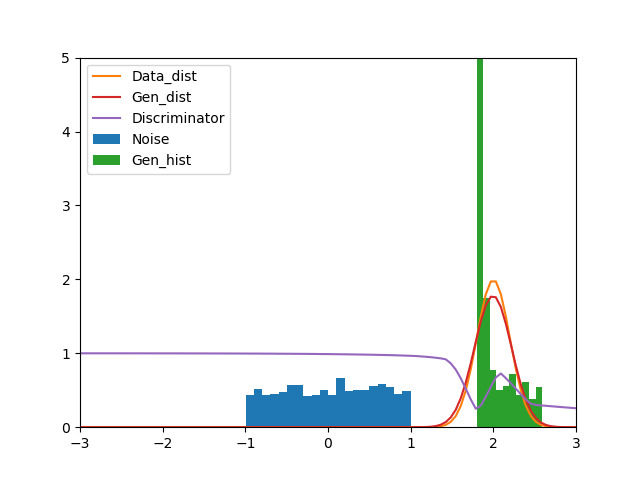 5
4
3
2
1
0
−3
−2
−1
0
1
2
3
Data_dist
Gen_dist
Discriminator
Noise
Gen_hist